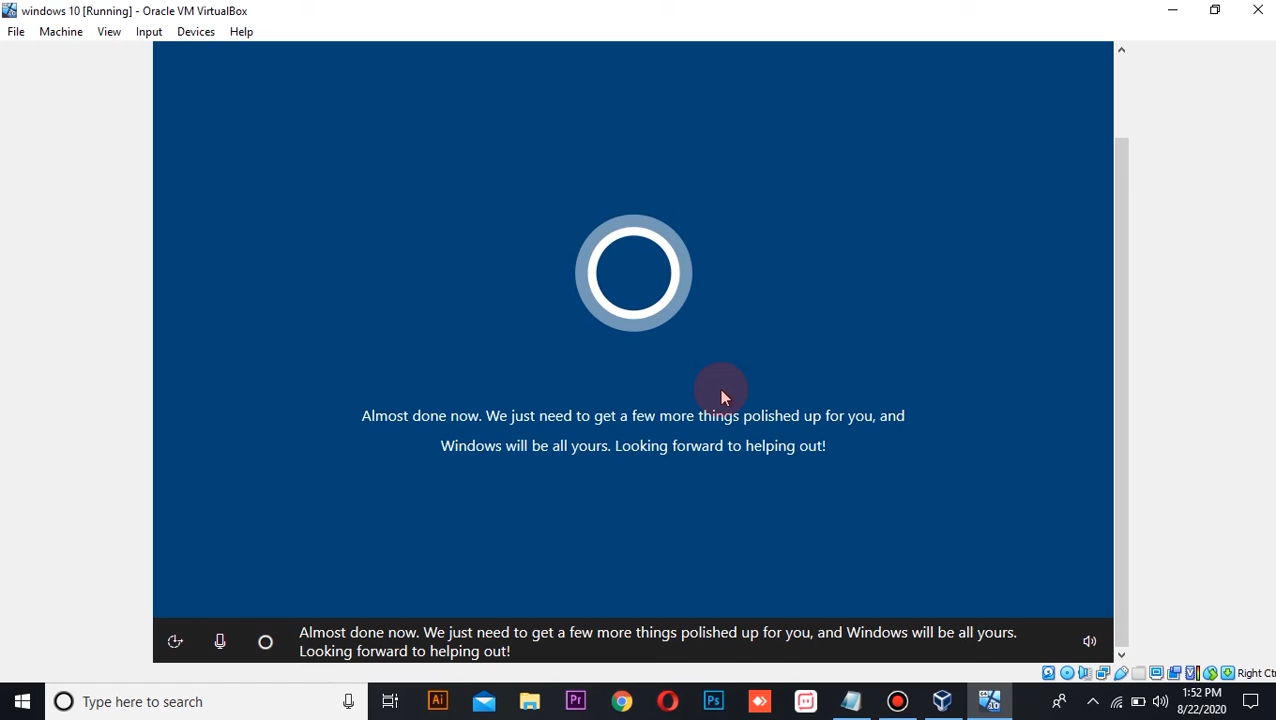 windows 10 [Running] - Oracle VM VirtualBox
File Machine View Input Devices Help
Almost done now. We just need to get a few more things polished up for you, and
Windows will be all yours. Looking forward to helping out!
Almost done now. We just need to get a few more things polished up for you, and Windows will be all yours.
Looking forward to helping out!
Right Ct
Type here to search
Ai
Pr
Ps
1:52 PM
8/22/2020